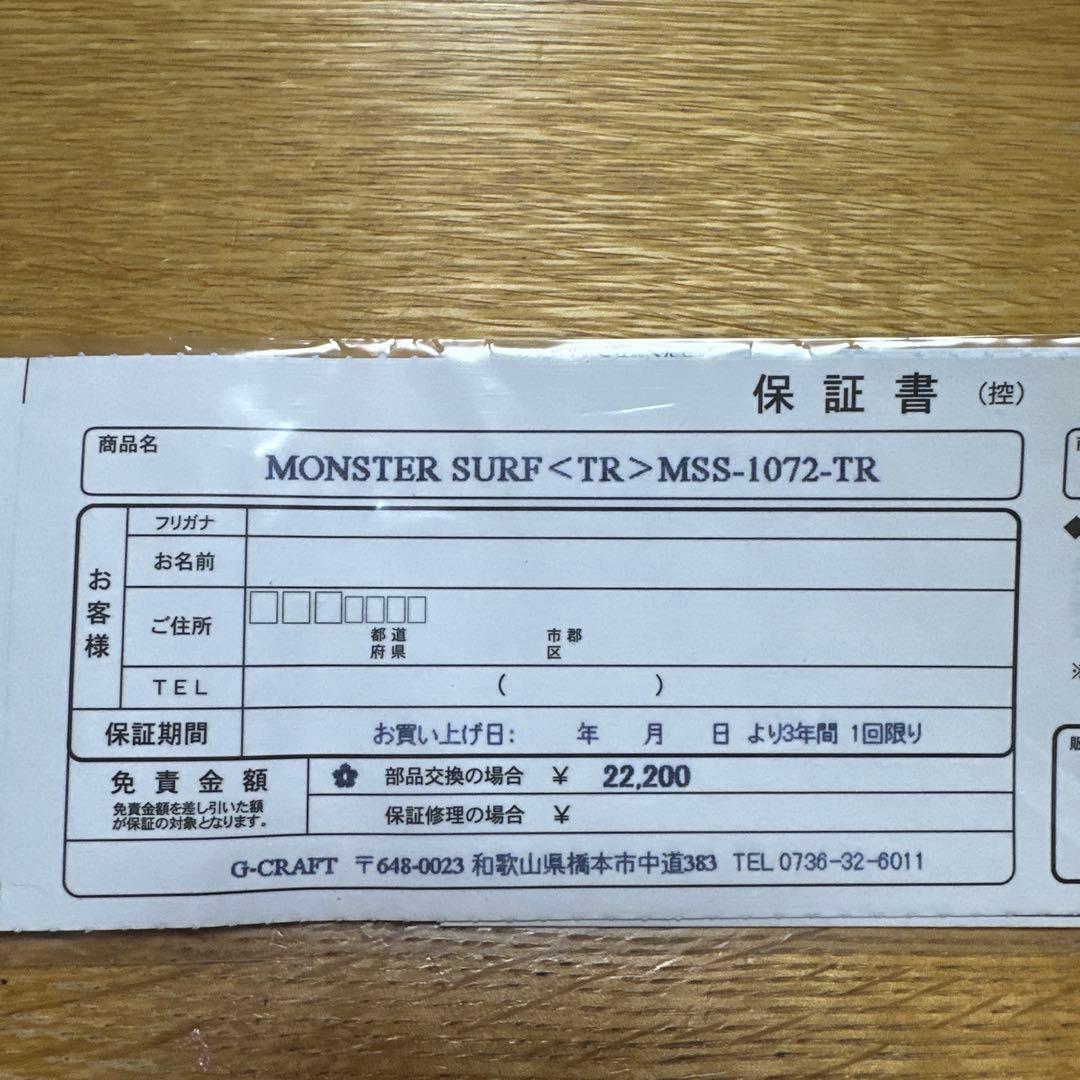 保証書 (控)
商品名
MONSTER SURF<TR>MSS-1072-TR
お客様
フリガナ
お名前
ご住所
都道府県
市郡区
TEL ( )
保証期間 お買い上げ日: 年 月 日 より3年間 1回限り
免責金額
免責金額を差し引いた額
が保証の対象となります。
部品交換の場合 ¥ 22,200
保証修理の場合 ¥
G-CRAFT 〒648-0023 和歌山県橋本市中道383 TEL 0736-32-6011